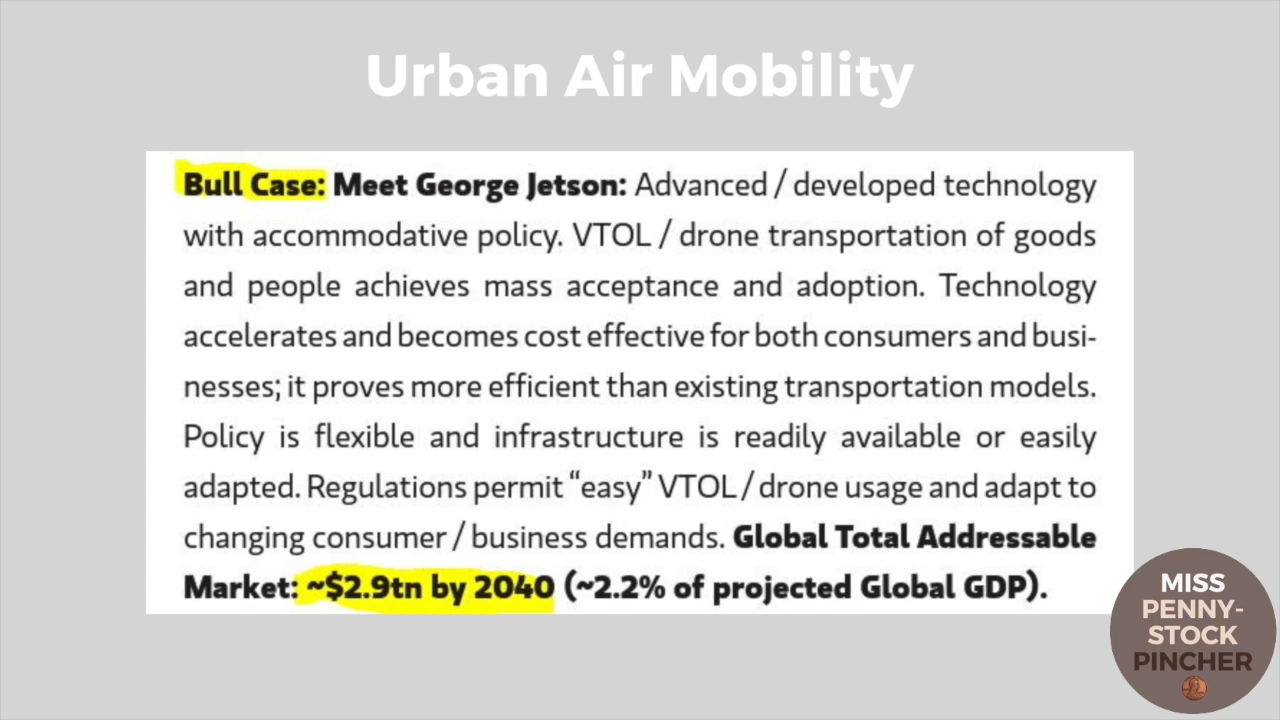 Urban Air Mobility
Bull Case: Meet George Jetson: Advanced / developed technology
with accommodative policy. VTOL / drone transportation of goods
and people achieves mass acceptance and adoption. Technology
accelerates and becomes cost effective for both consumers and busi-
nesses; it proves more efficient than existing transportation models.
Policy is flexible and infrastructure is readily available or easily
adapted. Regulations permit “easy” VTOL / drone usage and adapt to
changing consumer / business demands. Global Total Addressable
Market: ~$2.9tn by 2040 (~2.2% of projected Global GDP).
MISS
PENNY-
STOCK
PINCHER